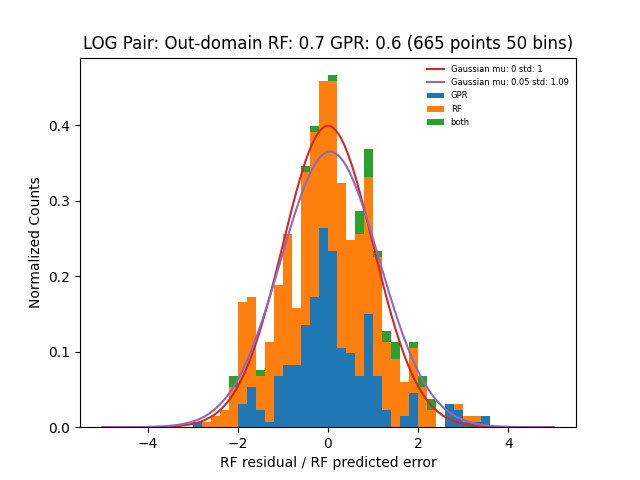 LOG Pair: Out-domain RF: 0.7 GPR: 0.6 (665 points 50 bins)
Gaussian mu: 0 std: 1
Gaussian mu: 0.05 std: 1.09
GPR
RF
both
Normalized Counts
0.4
0.3
0.2
0.1
0.0
−4 −2 0 2 4
RF residual / RF predicted error